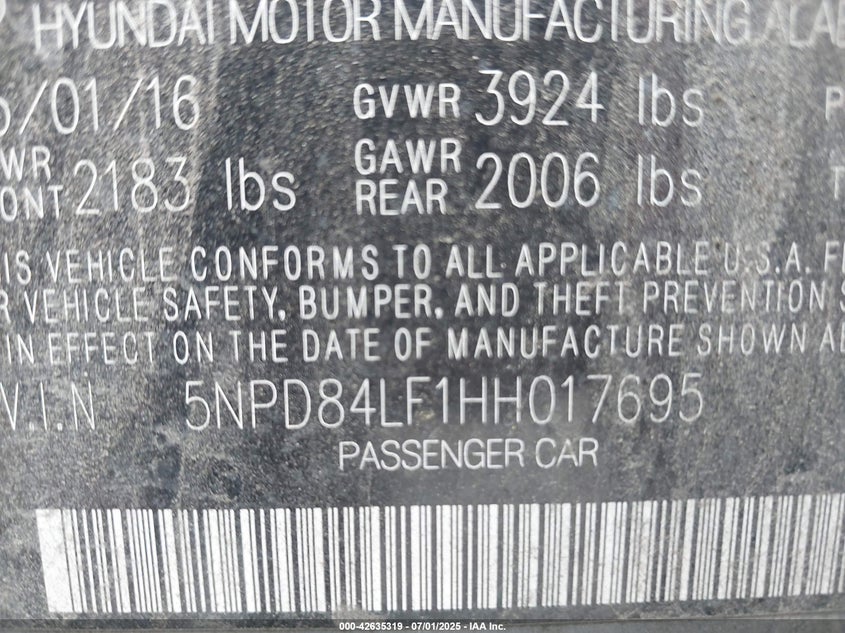 HYUNDAI MOTOR MANUFACTURING ALA
/01/16 GVWR 3924 lbs P
WR GAWR
ONT 2183 lbs REAR 2006 lbs T
IS VEHICLE CONFORMS TO ALL APPLICABLE U.S.A. F
R VEHICLE SAFETY, BUMPER, AND THEFT PREVENTION S
IN EFFECT ON THE DATE OF MANUFACTURE SHOWN A
V.I.N 5NPD84LF1HH017695
PASSENGER CAR
000-42635319 - 07/01/2025 - IAA Inc.